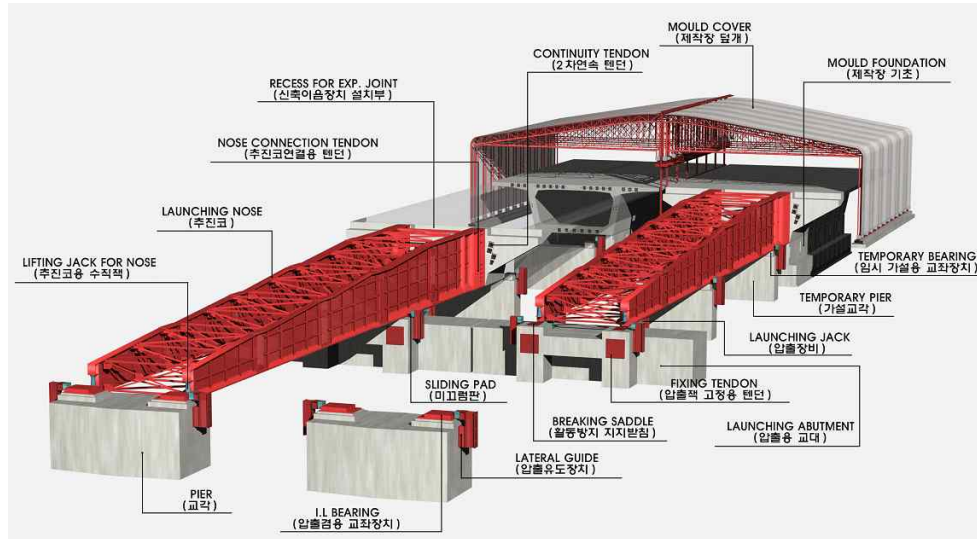 MOULD COVER
(제작장 덮개)
CONTINUITY TENDON
(2차연속 텐던)
MOULD FOUNDATION
(제작장 기초)
RECESS FOR EXP. JOINT
(신축이음장치 설치부)
NOSE CONNECTION TENDON
(추진코연결용 텐던)
LAUNCHING NOSE
(추진코)
LIFTING JACK FOR NOSE
(추진코용 수직잭)
TEMPORARY BEARING
(임시 가설용 교좌장치)
TEMPORARY PIER
(가설교각)
LAUNCHING JACK
(압출장비)
SLIDING PAD
(미끄럼판)
FIXING TENDON
(압출잭 고정용 텐던)
BREAKING SADDLE
(활동방지 지지받침)
LAUNCHING ABUTMENT
(압출용 교대)
LATERAL GUIDE
(압출유도장치)
PIER
(교각)
I.L BEARING
(압출겸용 교좌장치)